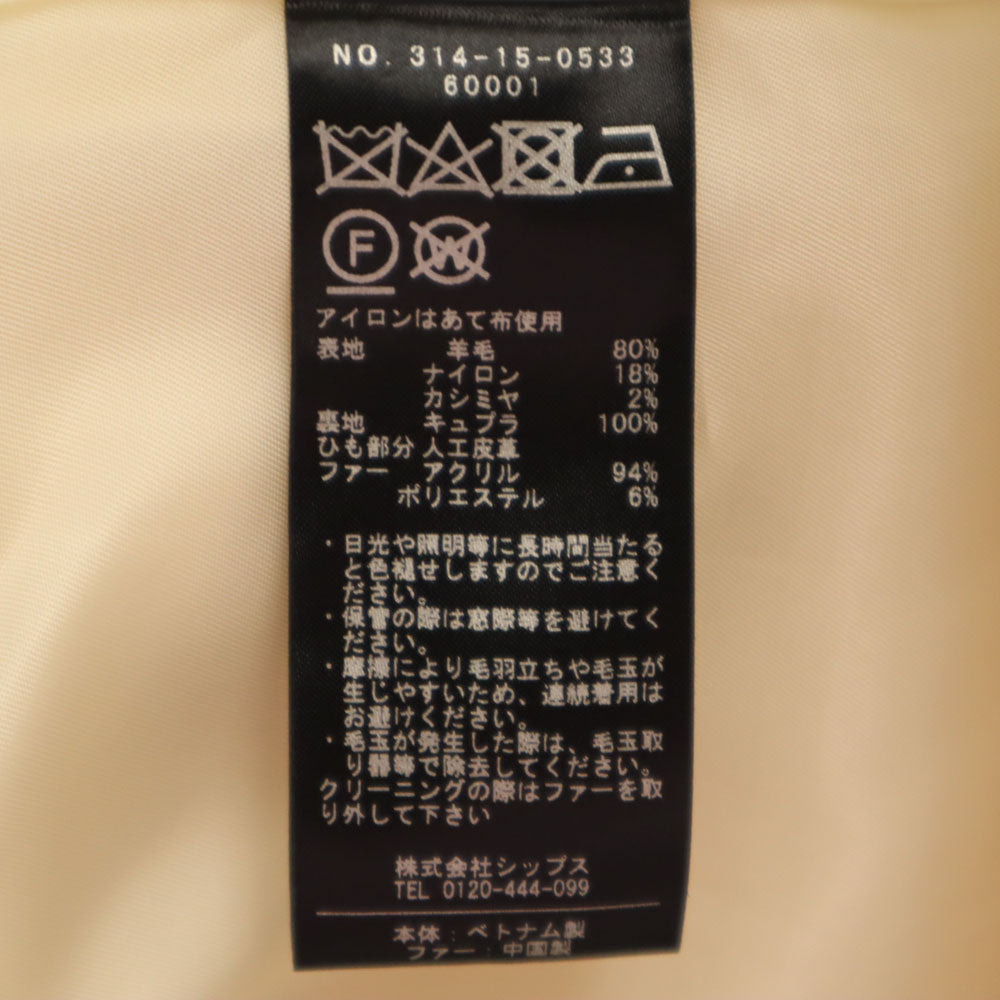 NO. 314-15-0533
60001
F W
アイロンはあて布使用
表地 羊毛 80%
ナイロン 18%
カシミヤ 2%
裏地 キュプラ 100%
ひも部分 人工皮革
ファー アクリル 94%
ポリエステル 6%
・日光や照明等に長時間当たる
と色褪せしますのでご注意く
ださい。
・保管の際は窓際等を避けてく
ださい。
・摩擦により毛羽立ちや毛玉が
生じやすいため、連続着用は
お避けください。
・毛玉が発生した際は、毛玉取
り器等で除去してください。
クリーニングの際はファーを取
り外して下さい
株式会社シップス
TEL 0120-444-099
本体：ベトナム製
ファー：中国製